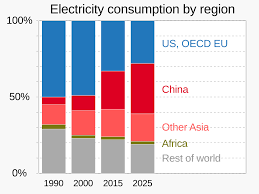 Electricity consumption by region
100%
US, OECD EU
China
50%
Other Asia
Africa
Rest of world
0%
1990 2000 2015 2025